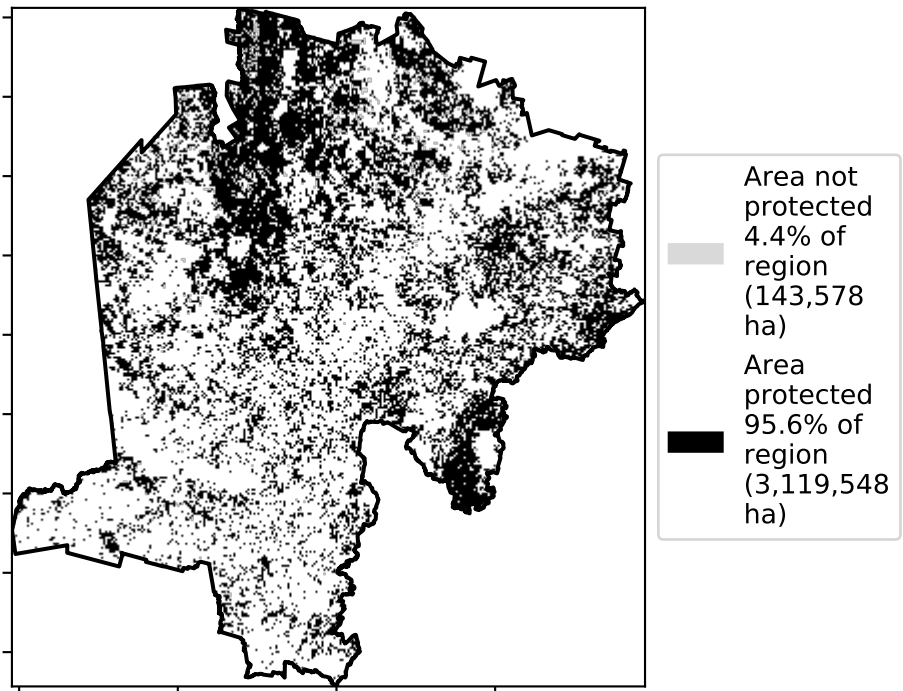 Area not
protected
4.4% of
region
(143,578
ha)
Area
protected
95.6% of
region
(3,119,548
ha)